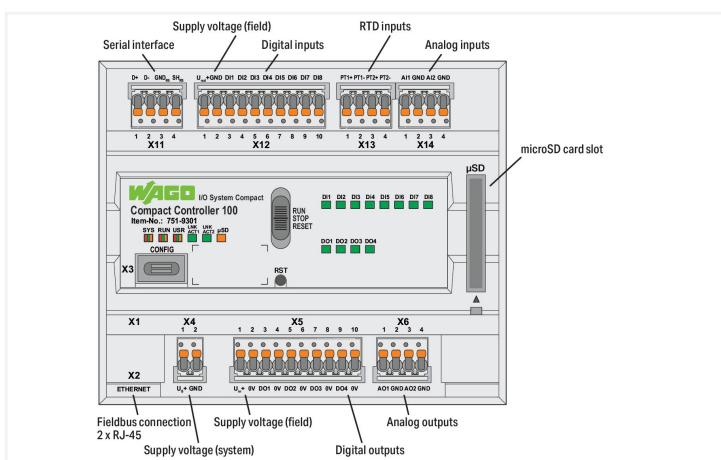 Supply voltage (field) RTD inputs
Serial interface Digital inputs Analog inputs
D+ D- GND SH +GND DI1 DI2 DI3 DI4 DI5 DI6 DI7 DI8 PT1+ PT1- PT2+ PT2- AI1 GND AI2 GND
1 2 3 4 1 2 3 4 5 6 7 8 9 10 1 2 3 4 1 2 3 4
X11 X12 X13 X14
microSD card slot
µSD
WAGO I/O System Compact
Compact Controller 100
Item-No.: 751-9301
SYS RUN USR LNK ACT1 LNK ACT2 µSD
CONFIG
X3
RUN
STOP
RESET
RST
DI1 DI2 DI3 DI4 DI5 DI6 DI7 DI8
DO1 DO2 DO3 DO4
X1 X4 X5 X6
1 2 1 2 3 4 5 6 7 8 9 10 1 2 3 4
X2
ETHERNET + GND + 0V DO1 0V DO2 0V DO3 0V DO4 0V AO1 GND AO2 GND
Fieldbus connection
2 x RJ-45
Supply voltage (field) Analog outputs
Supply voltage (system) Digital outputs